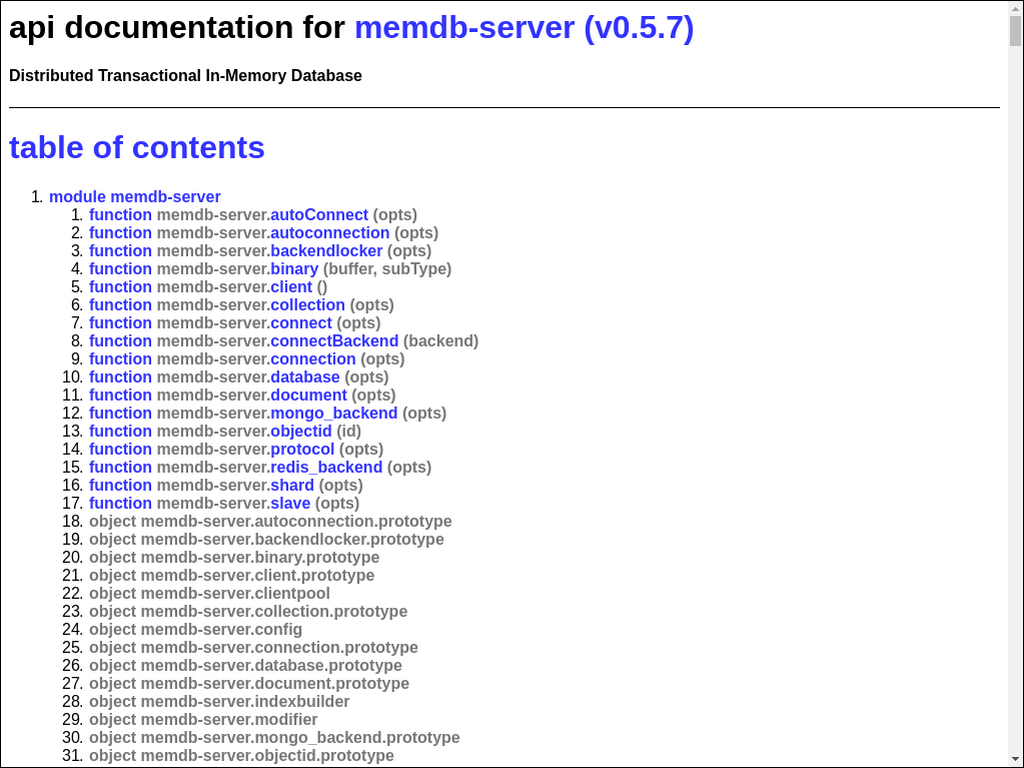 api documentation for memdb-server (v0.5.7)
Distributed Transactional In-Memory Database
table of contents
1. module memdb-server
1. function memdb-server.autoConnect (opts)
2. function memdb-server.autoconnection (opts)
3. function memdb-server.backendlocker (opts)
4. function memdb-server.binary (buffer, subType)
5. function memdb-server.client ()
6. function memdb-server.collection (opts)
7. function memdb-server.connect (opts)
8. function memdb-server.connectBackend (backend)
9. function memdb-server.connection (opts)
10. function memdb-server.database (opts)
11. function memdb-server.document (opts)
12. function memdb-server.mongo_backend (opts)
13. function memdb-server.objectid (id)
14. function memdb-server.protocol (opts)
15. function memdb-server.redis_backend (opts)
16. function memdb-server.shard (opts)
17. function memdb-server.slave (opts)
18. object memdb-server.autoconnection.prototype
19. object memdb-server.backendlocker.prototype
20. object memdb-server.binary.prototype
21. object memdb-server.client.prototype
22. object memdb-server.clientpool
23. object memdb-server.collection.prototype
24. object memdb-server.config
25. object memdb-server.connection.prototype
26. object memdb-server.database.prototype
27. object memdb-server.document.prototype
28. object memdb-server.indexbuilder
29. object memdb-server.modifier
30. object memdb-server.mongo_backend.prototype
31. object memdb-server.objectid.prototype